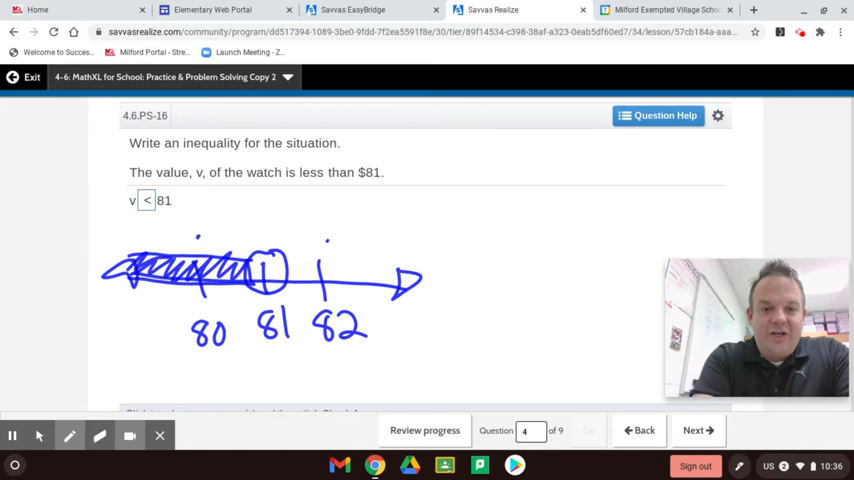 Home
Elementary Web Portal
Savvas EasyBridge
Savvas Realize
Milford Exempted Village Scho
savvasrealize.com/community/program/dd517394-1089-3bed-9fdd-7f2ea5591f8e/30/tier/89f14534-c398-38af-a323-0eab5df60ed7/34/lesson/57cb184a-aaa...
Welcome to Succes...
Milford Portal - Stre...
Launch Meeting - Z...
Exit
4-6: MathXL for School: Practice & Problem Solving Copy 2
4.6.PS-16
Question Help
Write an inequality for the situation.
The value, v, of the watch is less than $81.
v < 81
80 81 82
Review progress
Question 4 of 9
Go
Back
Next
Sign out
US 2
10:36